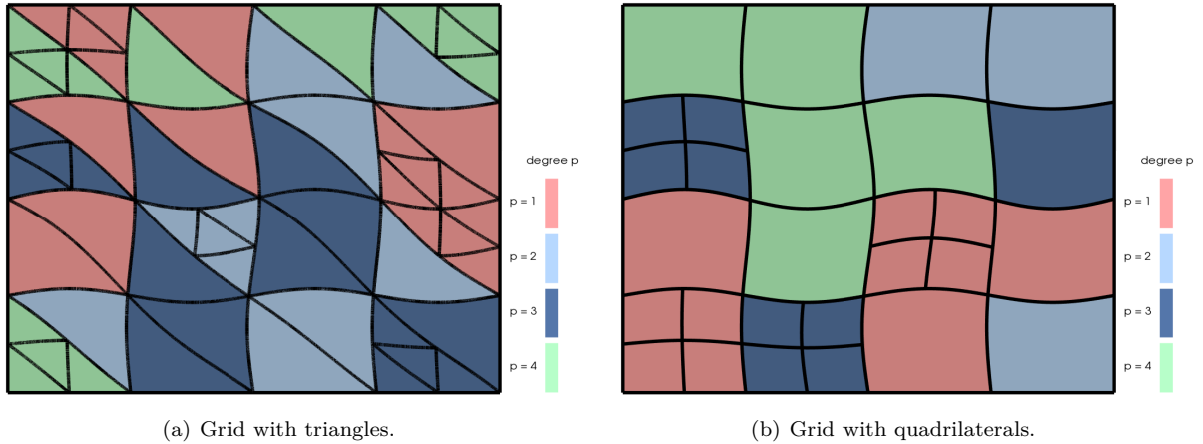 degree p
p = 1
p = 2
p = 3
p = 4
degree p
p = 1
p = 2
p = 3
p = 4
(a) Grid with triangles.
(b) Grid with quadrilaterals.